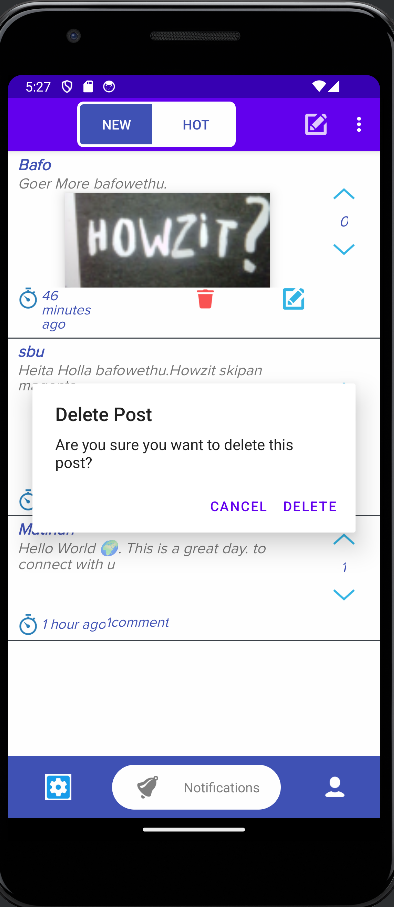 5:27
NEW
HOT
Bafo
Goer More bafowethu.
HOWZiT?
0
46
minutes
ago
sbu
Heita Holla bafowethu.Howzit skipan
Delete Post
Are you sure you want to delete this
post?
CANCEL
DELETE
Hello World 🌍. This is a great day. to
connect with u
1
1 hour ago
1comment
Notifications